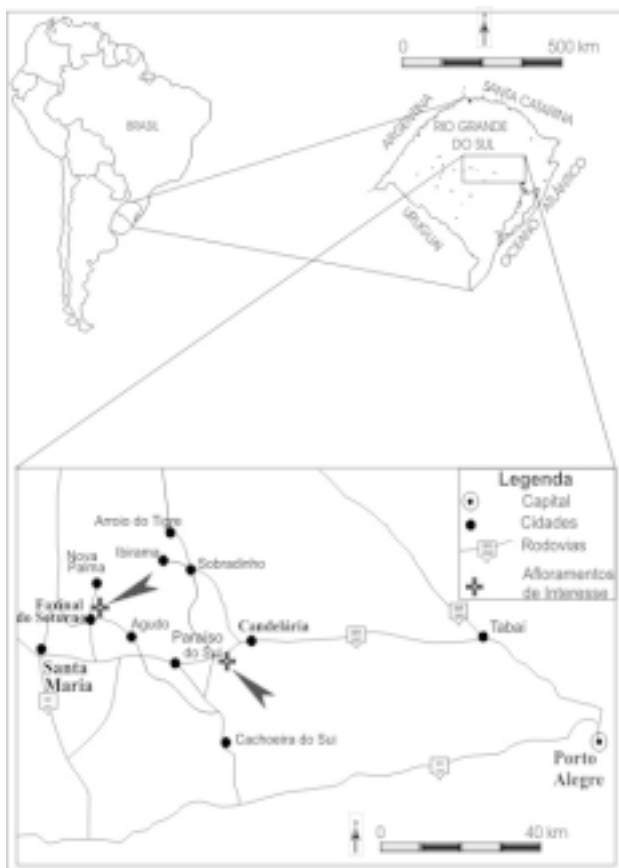 0 500 km
BRASIL
ARGENTINA
SANTA CATARINA
RIO GRANDE
DO SUL
URUGUAI
OCEANO ATLÂNTICO
Legenda
Capital
Cidades
Rodovias
Afloramentos
de Interesse
Arroio do Tigre
Ibirama
Sobradinho
Nova
Palma
Faxinal
do Soturno
Agudo
Paraíso
do Sul
Candelária
Tabaí
Santa
Maria
Cachoeira do Sul
Porto
Alegre
0 40 km